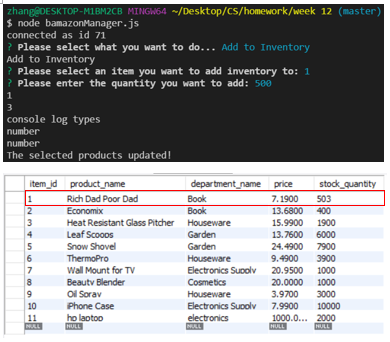 zhang@DESKTOP-M1BM2CB MINGW64 ~/Desktop/CS/homework/week 12 (master)
$ node bamazonManager.js
connected as id 71
? Please select what you want to do... Add to Inventory
Add to Inventory
? Please select an item you want to add inventory to: 1
? Please enter the quantity you want to add: 500
1
3
console log types
number
number
The selected products updated!
item_id product_name department_name price stock_quantity
1 Rich Dad Poor Dad Book 7.1900 503
2 Economix Book 13.6800 400
3 Heat Resistant Glass Pitcher Houseware 15.9900 1900
4 Leaf Scoops Garden 13.7600 6000
5 Snow Shovel Garden 24.4900 7900
6 ThermoPro Houseware 9.4900 3900
7 Wall Mount for TV Electronics Supply 20.9500 1000
8 Beauty Blender Cosmetics 20.0000 1000
9 Oil Spray Houseware 3.9700 3000
10 iPhone Case Electronics Supply 7.9900 10000
11 hp laptop electronics 1000.0... 2000
NULL NULL NULL NULL NULL